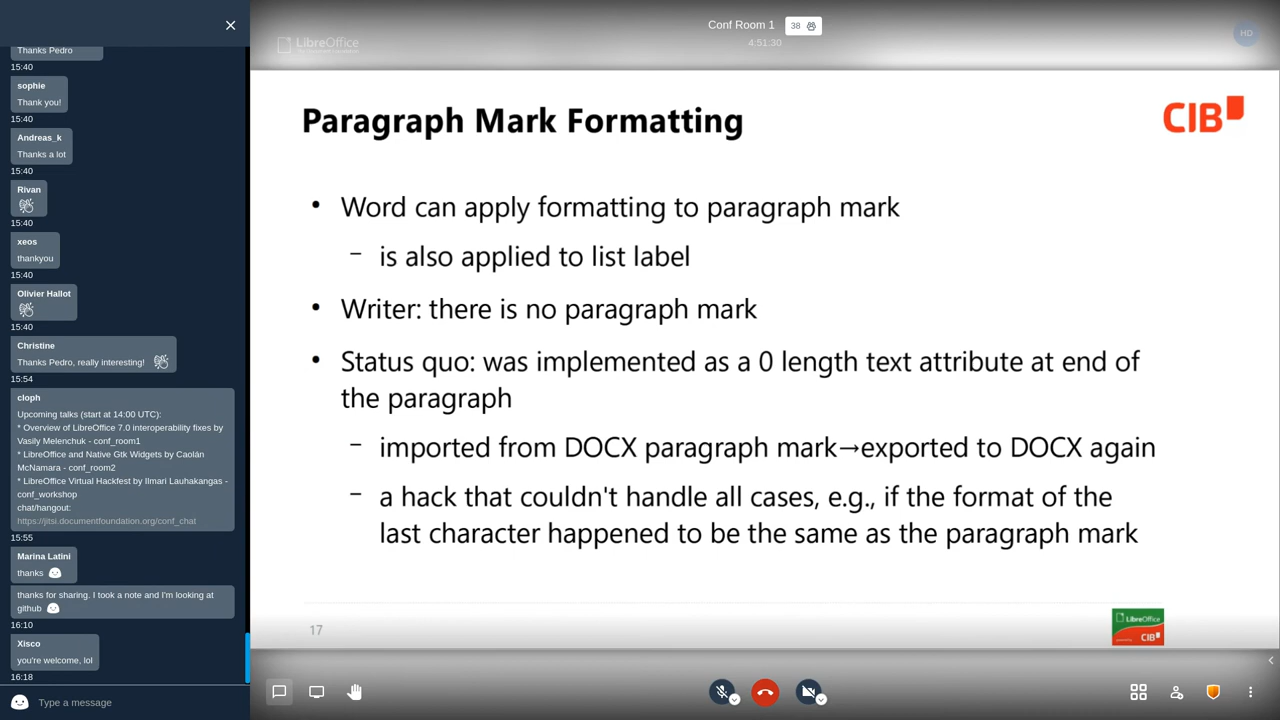 Thanks Pedro
15:40
sophie
Thank you!
15:40
Andreas_k
Thanks a lot
15:40
Rivan
15:40
xeos
thankyou
15:40
Olivier Hallot
15:40
Christine
Thanks Pedro, really interesting!
15:54
cloph
Upcoming talks (start at 14:00 UTC):
* Overview of LibreOffice 7.0 interoperability fixes by
Vasily Melenchuk - conf_room1
* LibreOffice and Native Gtk Widgets by Caolán
McNamara - conf_room2
* LibreOffice Virtual Hackfest by Ilmari Lauhakangas -
conf_workshop
chat/hangout:
https://jitsi.documentfoundation.org/conf_chat
15:55
Marina Latini
thanks
thanks for sharing. I took a note and I'm looking at
github
16:10
Xisco
you're welcome, lol
16:18
Type a message
Conf Room 1
38
4:51:30
HD
LibreOffice
Paragraph Mark Formatting
CIB
• Word can apply formatting to paragraph mark
– is also applied to list label
• Writer: there is no paragraph mark
• Status quo: was implemented as a 0 length text attribute at end of
the paragraph
– imported from DOCX paragraph mark→exported to DOCX again
– a hack that couldn't handle all cases, e.g., if the format of the
last character happened to be the same as the paragraph mark
17
LibreOffice
CIB